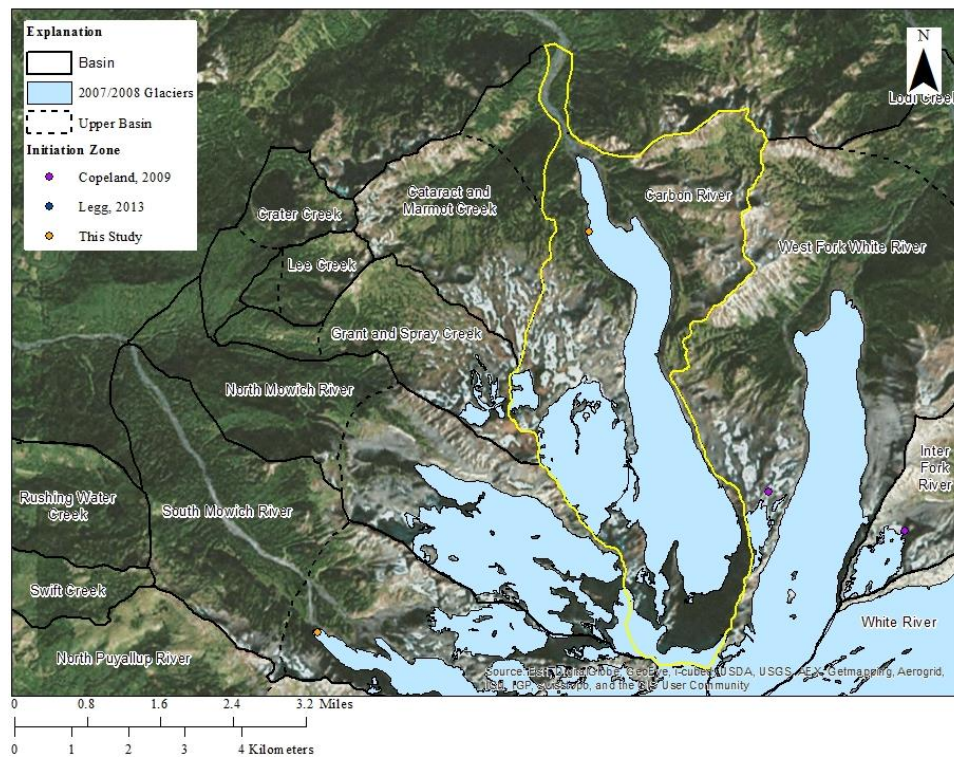 Explanation
Basin
2007/2008 Glaciers
Upper Basin
Initiation Zone
Copeland, 2009
Legg, 2013
This Study
N
Lodi Creek
Carbon River
Cataract and
Marmot Creek
Crater Creek
West Fork White River
Lee Creek
Grant and Spray Creek
North Mowich River
Inter
Fork
River
Rushing Water
Creek
South Mowich River
Swift Creek
White River
North Puyallup River
Source: Esri, DigitalGlobe, GeoEye, i-cubed, USDA, USGS, AEX, Getmapping, Aerogrid,
IGN, IGP, swisstopo, and the GIS User Community
0 0.8 1.6 2.4 3.2 Miles
0 1 2 3 4 Kilometers